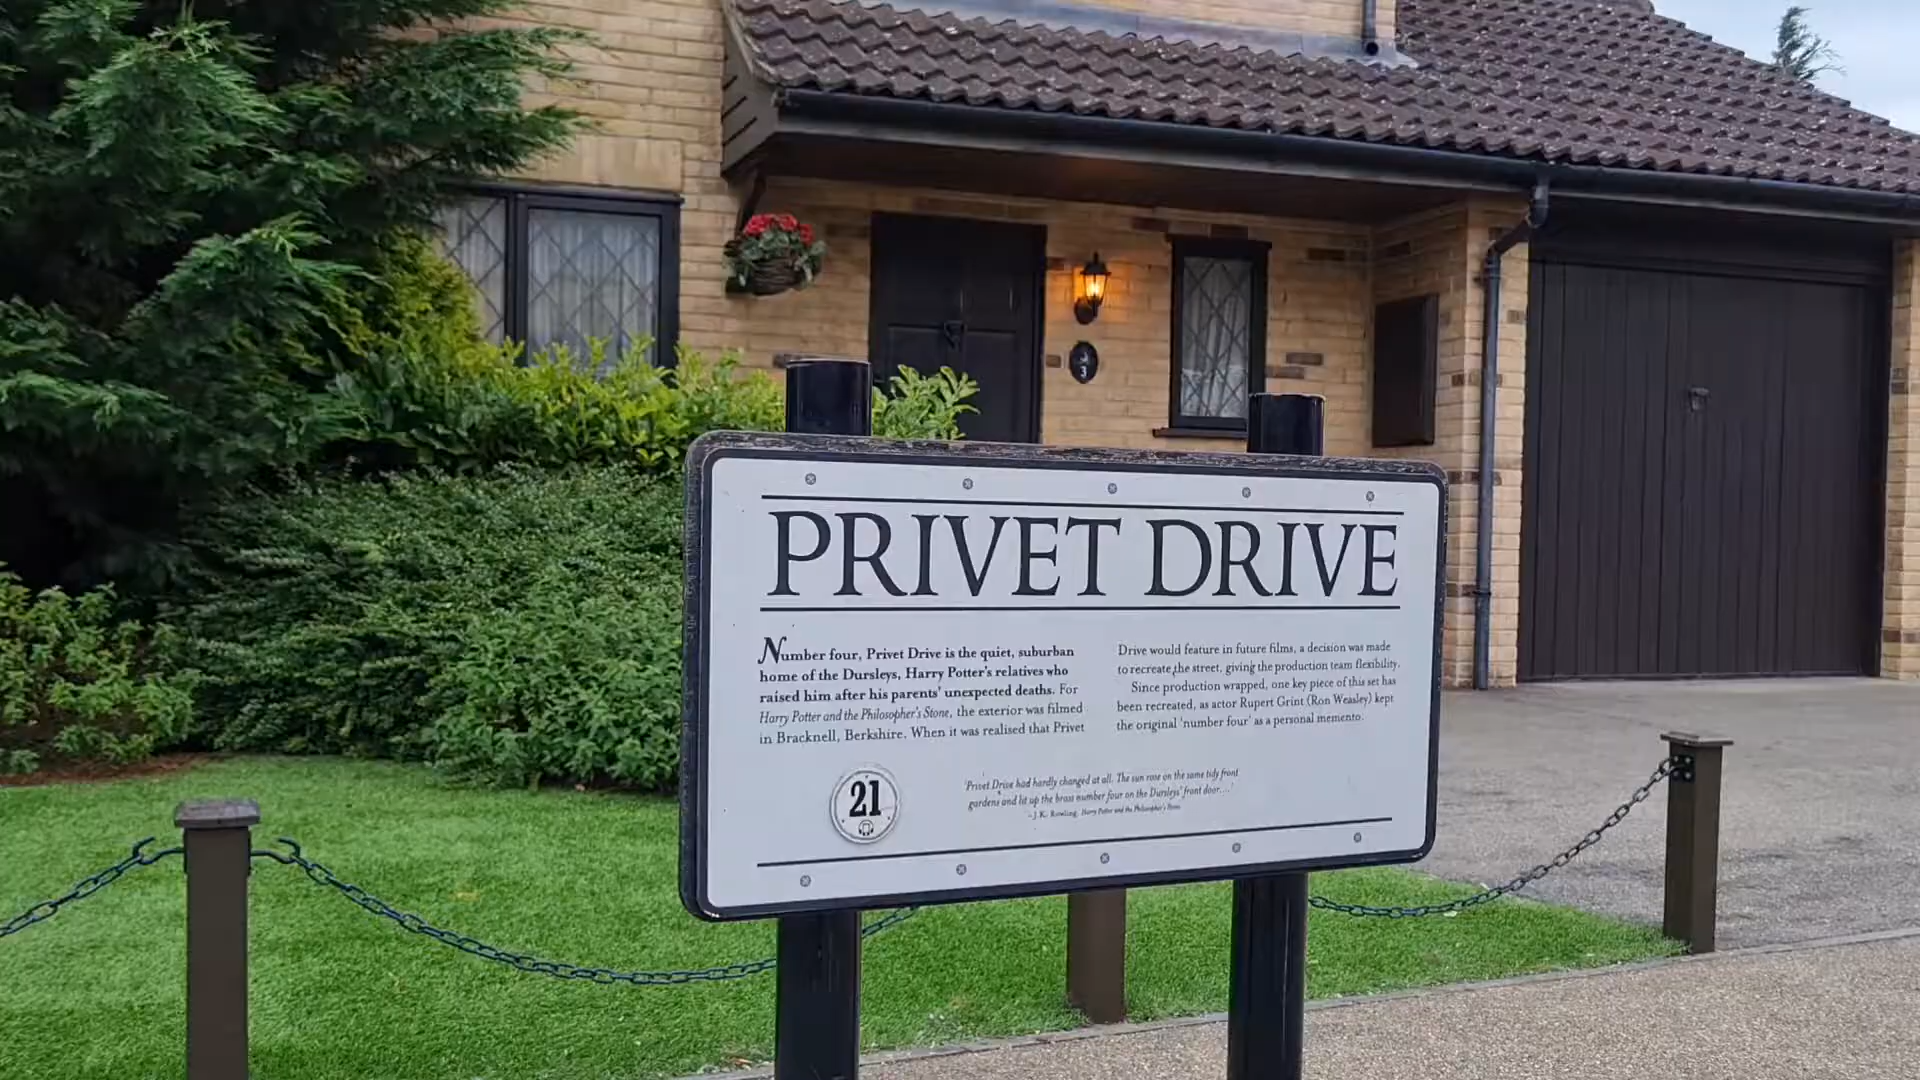 PRIVET DRIVE
Number four, Privet Drive is the quiet, suburban
home of the Dursleys, Harry Potter's relatives who
raised him after his parents' unexpected deaths. For
Harry Potter and the Philosopher's Stone, the exterior was filmed
in Bracknell, Berkshire. When it was realised that Privet
Drive would feature in future films, a decision was made
to recreate the street, giving the production team flexibility.
Since production wrapped, one key piece of this set has
been recreated, as actor Rupert Grint (Ron Weasley) kept
the original 'number four' as a personal memento.
21
'Privet Drive had hardly changed at all. The sun rose on the same tidy front
gardens and lit up the brass number four on the Dursleys' front door....'
- J.K. Rowling, Harry Potter and the Philosopher's Stone